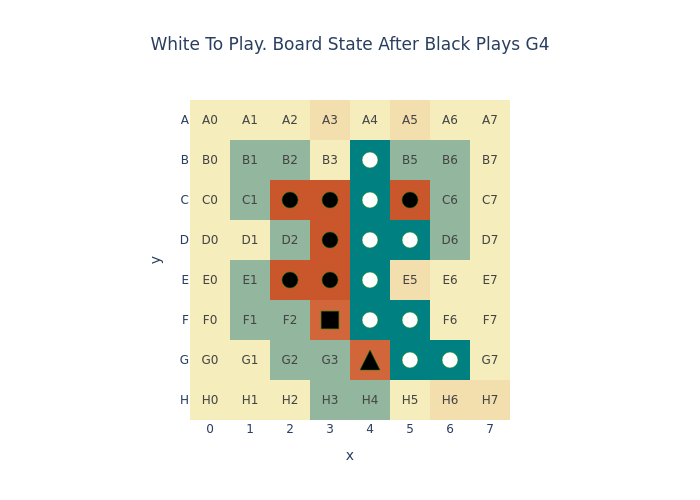 White To Play. Board State After Black Plays G4
A A0 A1 A2 A3 A4 A5 A6 A7
B B0 B1 B2 B3 B5 B6 B7
C C0 C1 C6 C7
D D0 D1 D2 D6 D7
E E0 E1 E5 E6 E7
F F0 F1 F2 F6 F7
G G0 G1 G2 G3 G7
H H0 H1 H2 H3 H4 H5 H6 H7
0 1 2 3 4 5 6 7
x
y